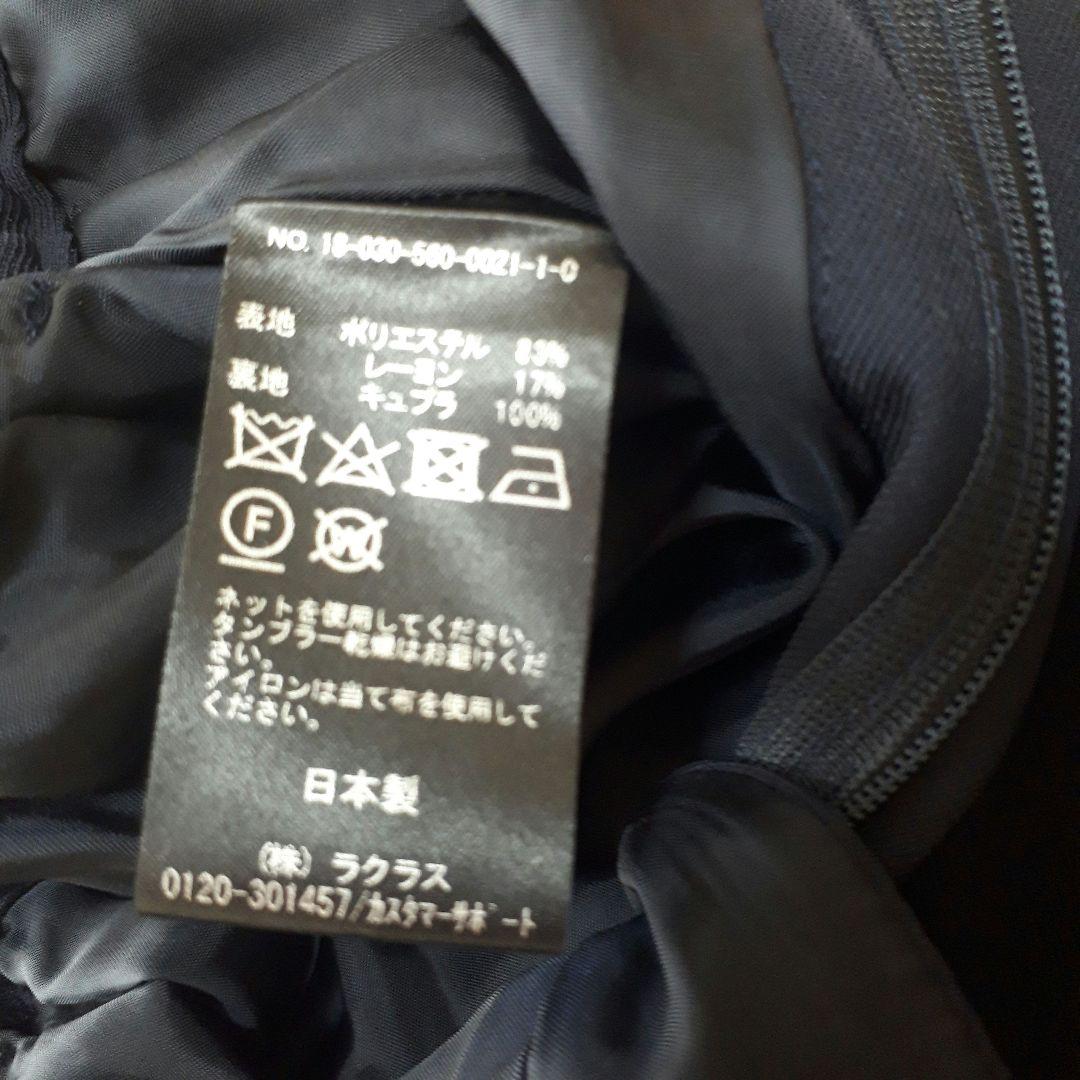 NO. 16-030-560-0021-1-0
表地 ポリエステル 83%
レーヨン 17%
裏地 キュプラ 100%
F W
ネットを使用してください。
タンブラー乾燥はお避けくだ
さい。
アイロンは当て布を使用して
ください。
日本製
(株) ラクラス
0120-301457/カスタマーサポート